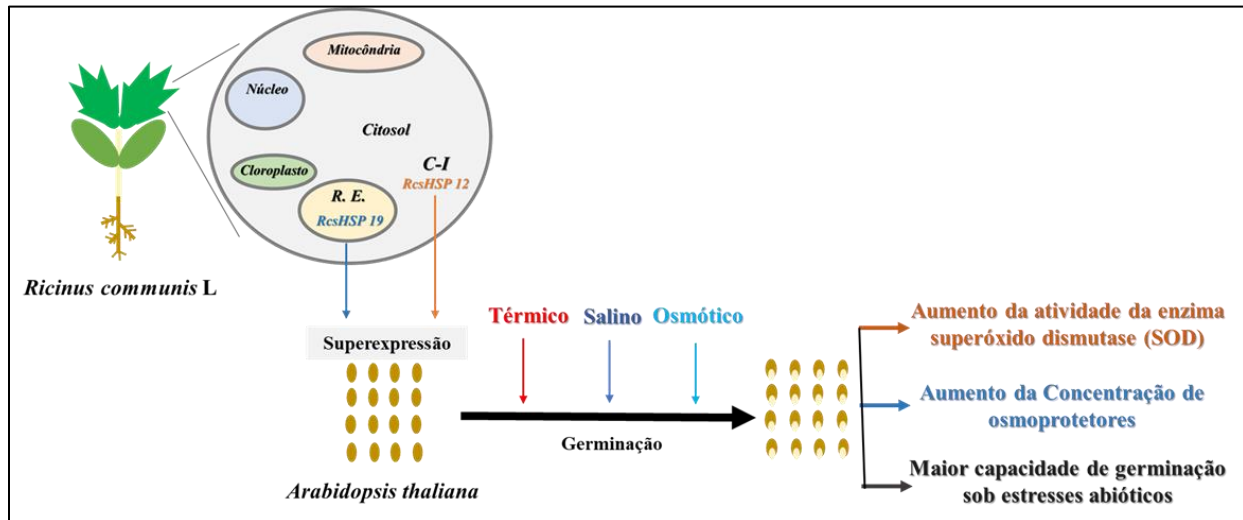 Mitocôndria
Núcleo
Citosol
Cloroplasto
C-I
RcsHSP 12
R. E.
RcsHSP 19
Ricinus communis L
Superexpressão
Arabidopsis thaliana
Térmico
Salino
Osmótico
Germinação
Aumento da atividade da enzima
superóxido dismutase (SOD)
Aumento da Concentração de
osmoprotetores
Maior capacidade de germinação
sob estresses abióticos